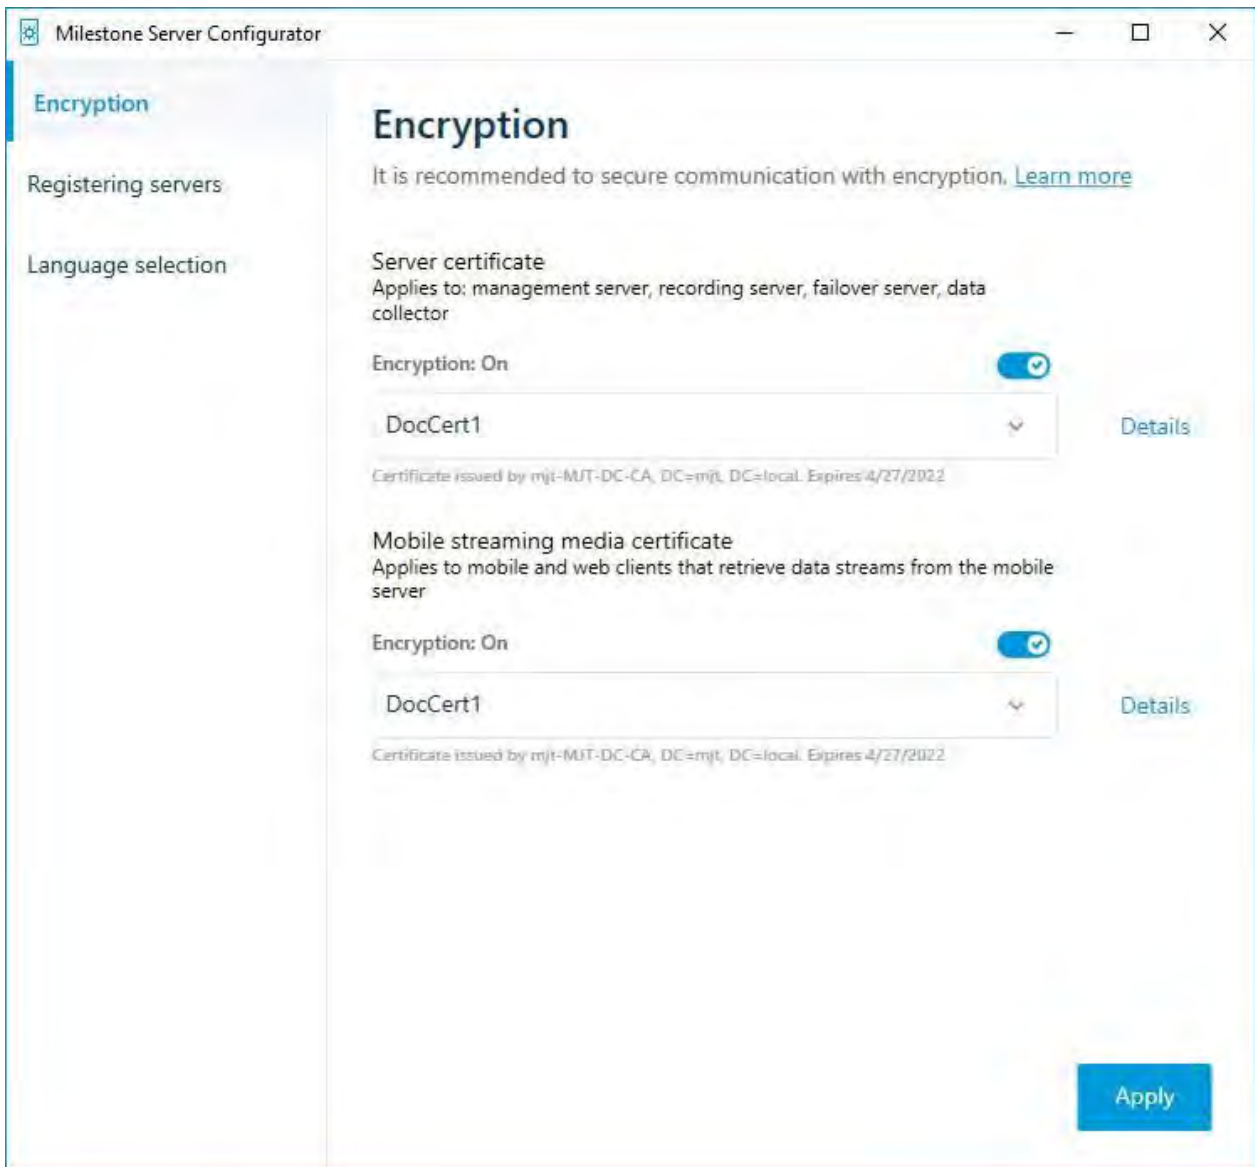 Milestone Server Configurator
Encryption
Registering servers
Language selection
Encryption
It is recommended to secure communication with encryption. Learn more
Server certificate
Applies to: management server, recording server, failover server, data
collector
Encryption: On
DocCert1
Details
Certificate issued by mjt-MJT-DC-CA, DC=mjt, DC=local. Expires 4/27/2022
Mobile streaming media certificate
Applies to mobile and web clients that retrieve data streams from the mobile
server
Encryption: On
DocCert1
Details
Certificate issued by mjt-MJT-DC-CA, DC=mjt, DC=local. Expires 4/27/2022
Apply